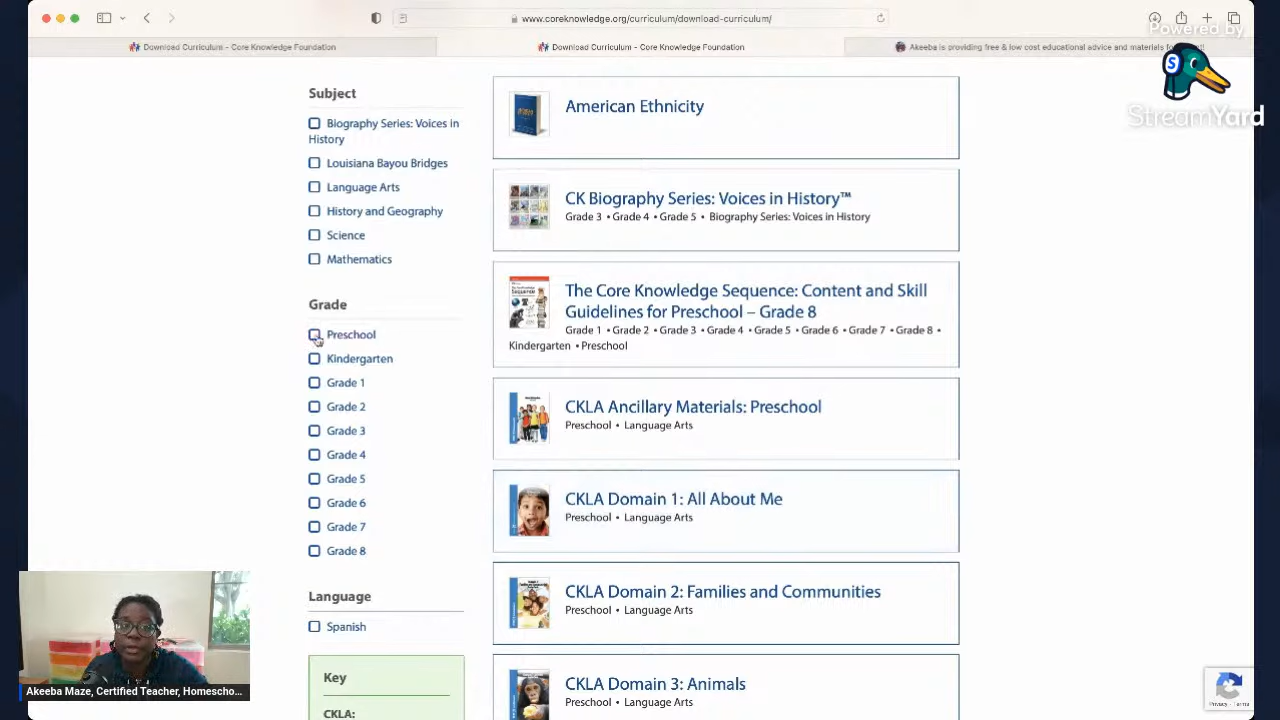 www.coreknowledge.org/curriculum/download-curriculum/
Powered by
Download Curriculum - Core Knowledge Foundation
Download Curriculum - Core Knowledge Foundation
Akeeba is providing free & low cost educational advice and materials
StreamYard
Subject
Biography Series: Voices in
History
Louisiana Bayou Bridges
Language Arts
History and Geography
Science
Mathematics
Grade
Preschool
Kindergarten
Grade 1
Grade 2
Grade 3
Grade 4
Grade 5
Grade 6
Grade 7
Grade 8
Language
Spanish
Key
CKLA:
American Ethnicity
CK Biography Series: Voices in History™
Grade 3 • Grade 4 • Grade 5 • Biography Series: Voices in History
The Core Knowledge Sequence: Content and Skill
Guidelines for Preschool – Grade 8
Grade 1 • Grade 2 • Grade 3 • Grade 4 • Grade 5 • Grade 6 • Grade 7 • Grade 8 •
Kindergarten • Preschool
CKLA Ancillary Materials: Preschool
Preschool • Language Arts
CKLA Domain 1: All About Me
Preschool • Language Arts
CKLA Domain 2: Families and Communities
Preschool • Language Arts
CKLA Domain 3: Animals
Preschool • Language Arts
Akeeba Maze, Certified Teacher, Homescho...
Privacy - Terms